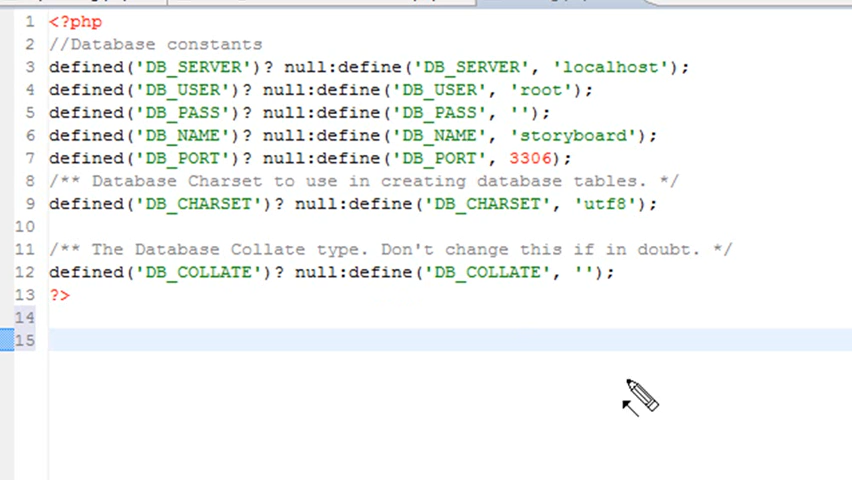 1 <?php
2 //Database constants
3 defined('DB_SERVER')? null:define('DB_SERVER', 'localhost');
4 defined('DB_USER')? null:define('DB_USER', 'root');
5 defined('DB_PASS')? null:define('DB_PASS', '');
6 defined('DB_NAME')? null:define('DB_NAME', 'storyboard');
7 defined('DB_PORT')? null:define('DB_PORT', 3306);
8 /** Database Charset to use in creating database tables. */
9 defined('DB_CHARSET')? null:define('DB_CHARSET', 'utf8');
10
11 /** The Database Collate type. Don't change this if in doubt. */
12 defined('DB_COLLATE')? null:define('DB_COLLATE', '');
13 ?>
14
15